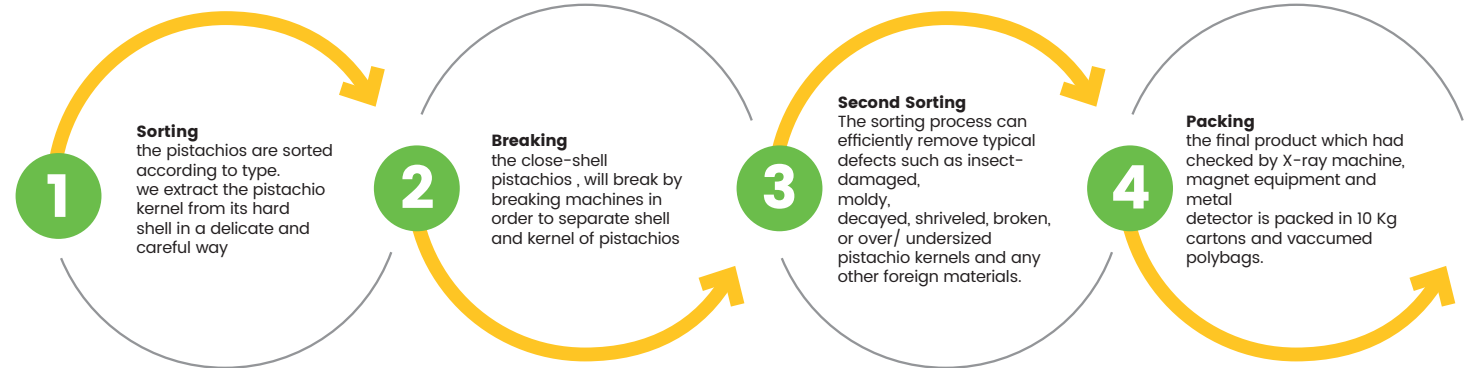 1
Sorting
the pistachios are sorted
according to type.
we extract the pistachio
kernel from its hard
shell in a delicate and
careful way
2
Breaking
the close-shell
pistachios , will break by
breaking machines in
order to separate shell
and kernel of pistachios
3
Second Sorting
The sorting process can
efficiently remove typical
defects such as insect-
damaged,
moldy,
decayed, shriveled, broken,
or over/ undersized
pistachio kernels and any
other foreign materials.
4
Packing
the final product which had
checked by X-ray machine,
magnet equipment and
metal
detector is packed in 10 Kg
cartons and vaccumed
polybags.